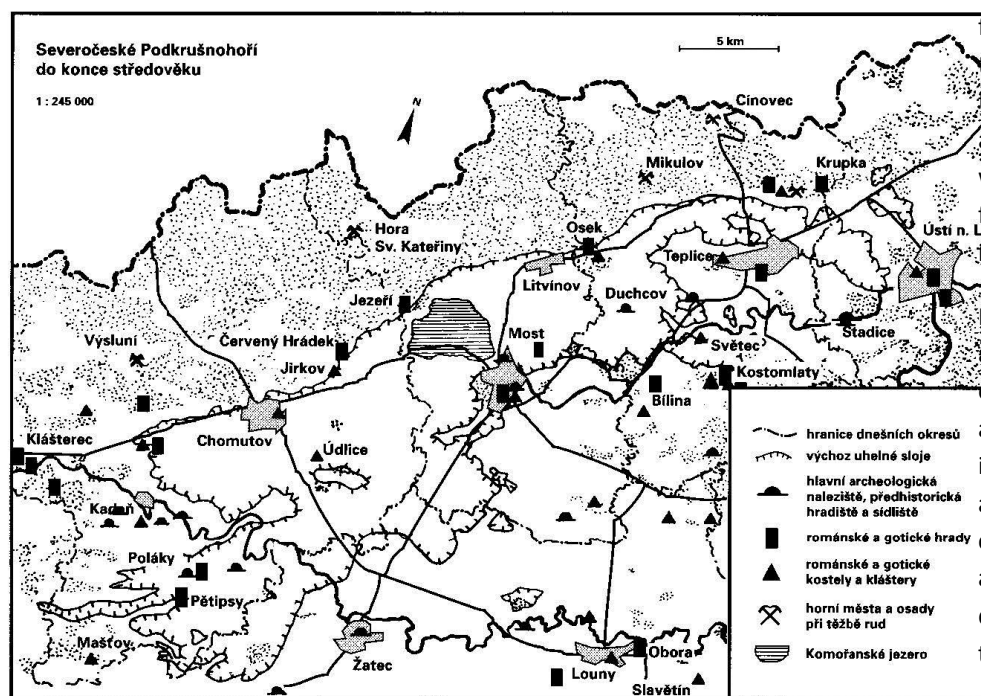 Severočeské Podkrušnohoří
do konce středověku
1 : 245 000
5 km
N
Cínovec
Mikulov
Krupka
Hora
Sv. Kateřiny
Osek
Ústí n. L
Teplice
Litvínov
Duchcov
Jezeří
Stadice
Most
Světec
Výsluní
Červený Hrádek
Jirkov
Kostomlaty
Bílina
Klášterec
Chomutov
Údlice
Kadaň
Poláky
Pětipsy
Mašťov
Žatec
Obora
Louny
Slavětín
hranice dnešních okresů
výchoz uhelné sloje
hlavní archeologická
naleziště, předhistorická
hradiště a sídliště
románské a gotické hrady
románské a gotické
kostely a kláštery
horní města a osady
při těžbě rud
Komořanské jezero